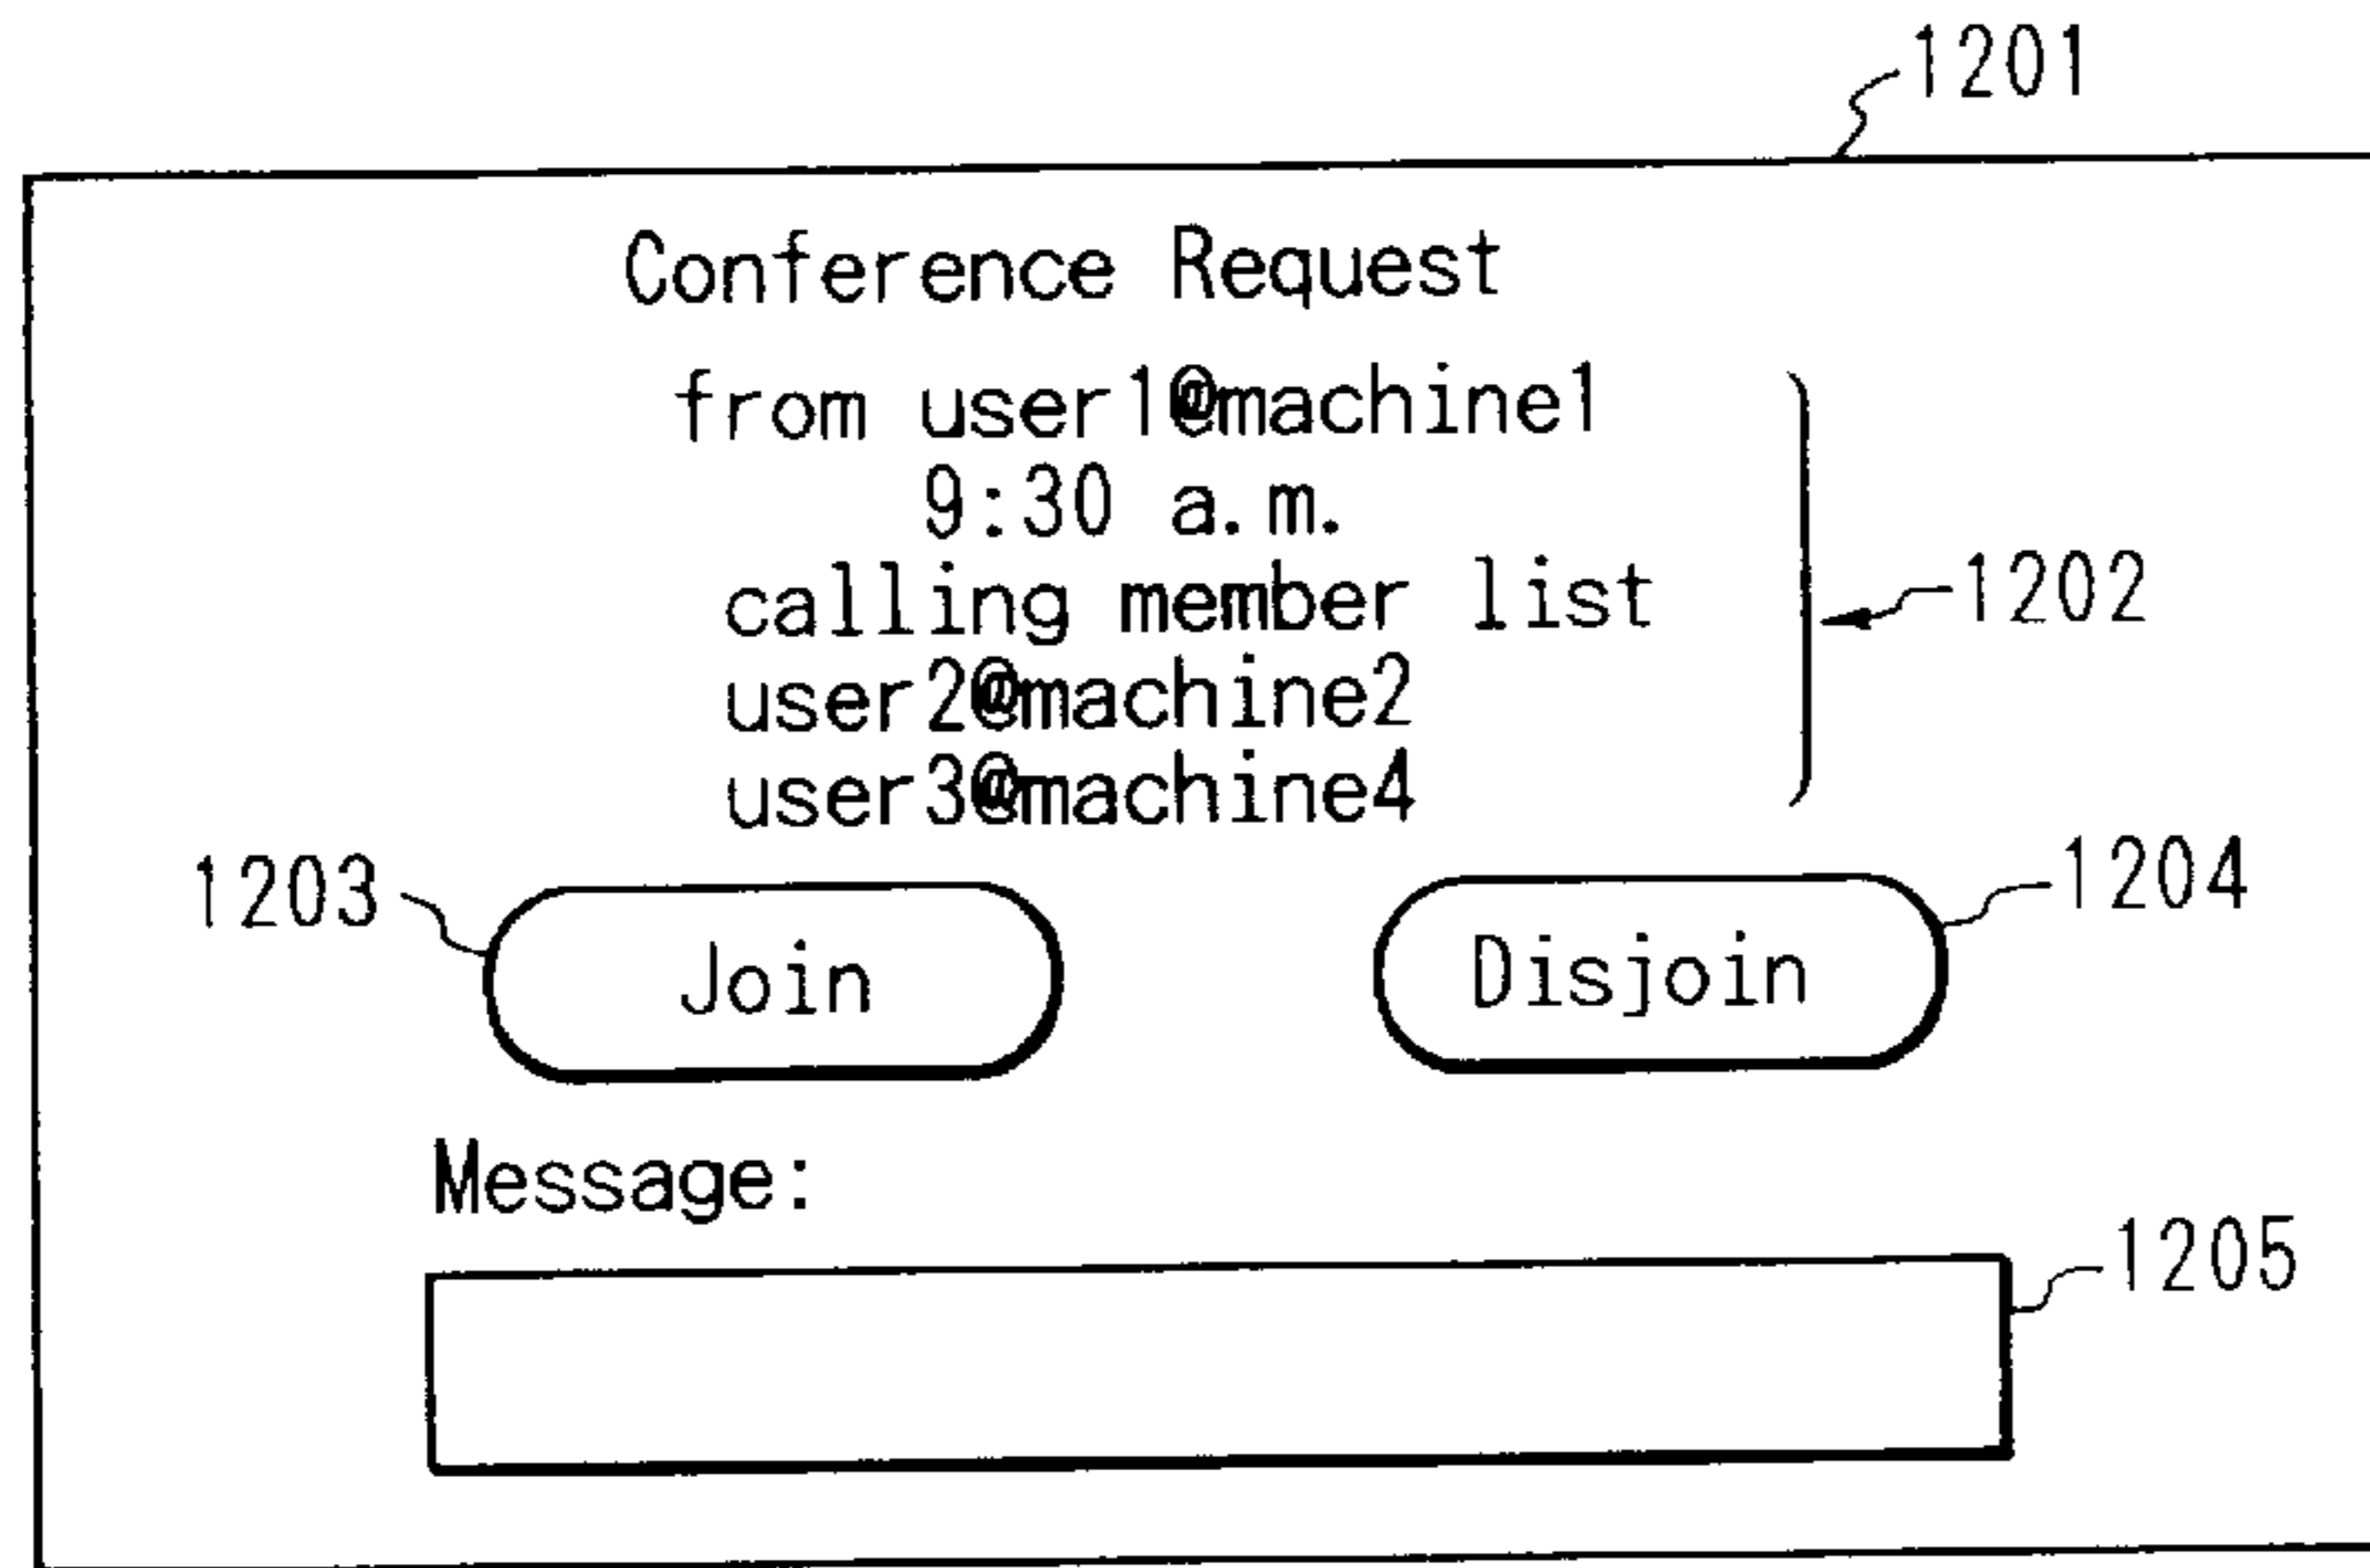 1201
Conference Request
from user1@machine1
9:30 a.m.
calling member list
1202
user2@machine2
user3@machine4
1203
1204
Join
Disjoin
Message:
1205